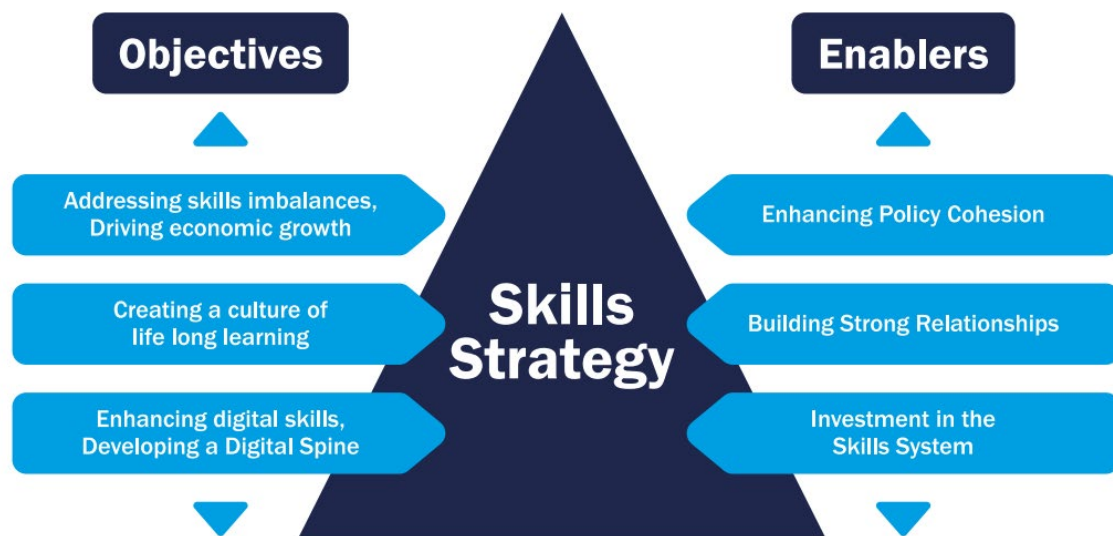 Objectives
Addressing skills imbalances,
Driving economic growth
Creating a culture of
life long learning
Enhancing digital skills,
Developing a Digital Spine
Skills
Strategy
Enablers
Enhancing Policy Cohesion
Building Strong Relationships
Investment in the
Skills System